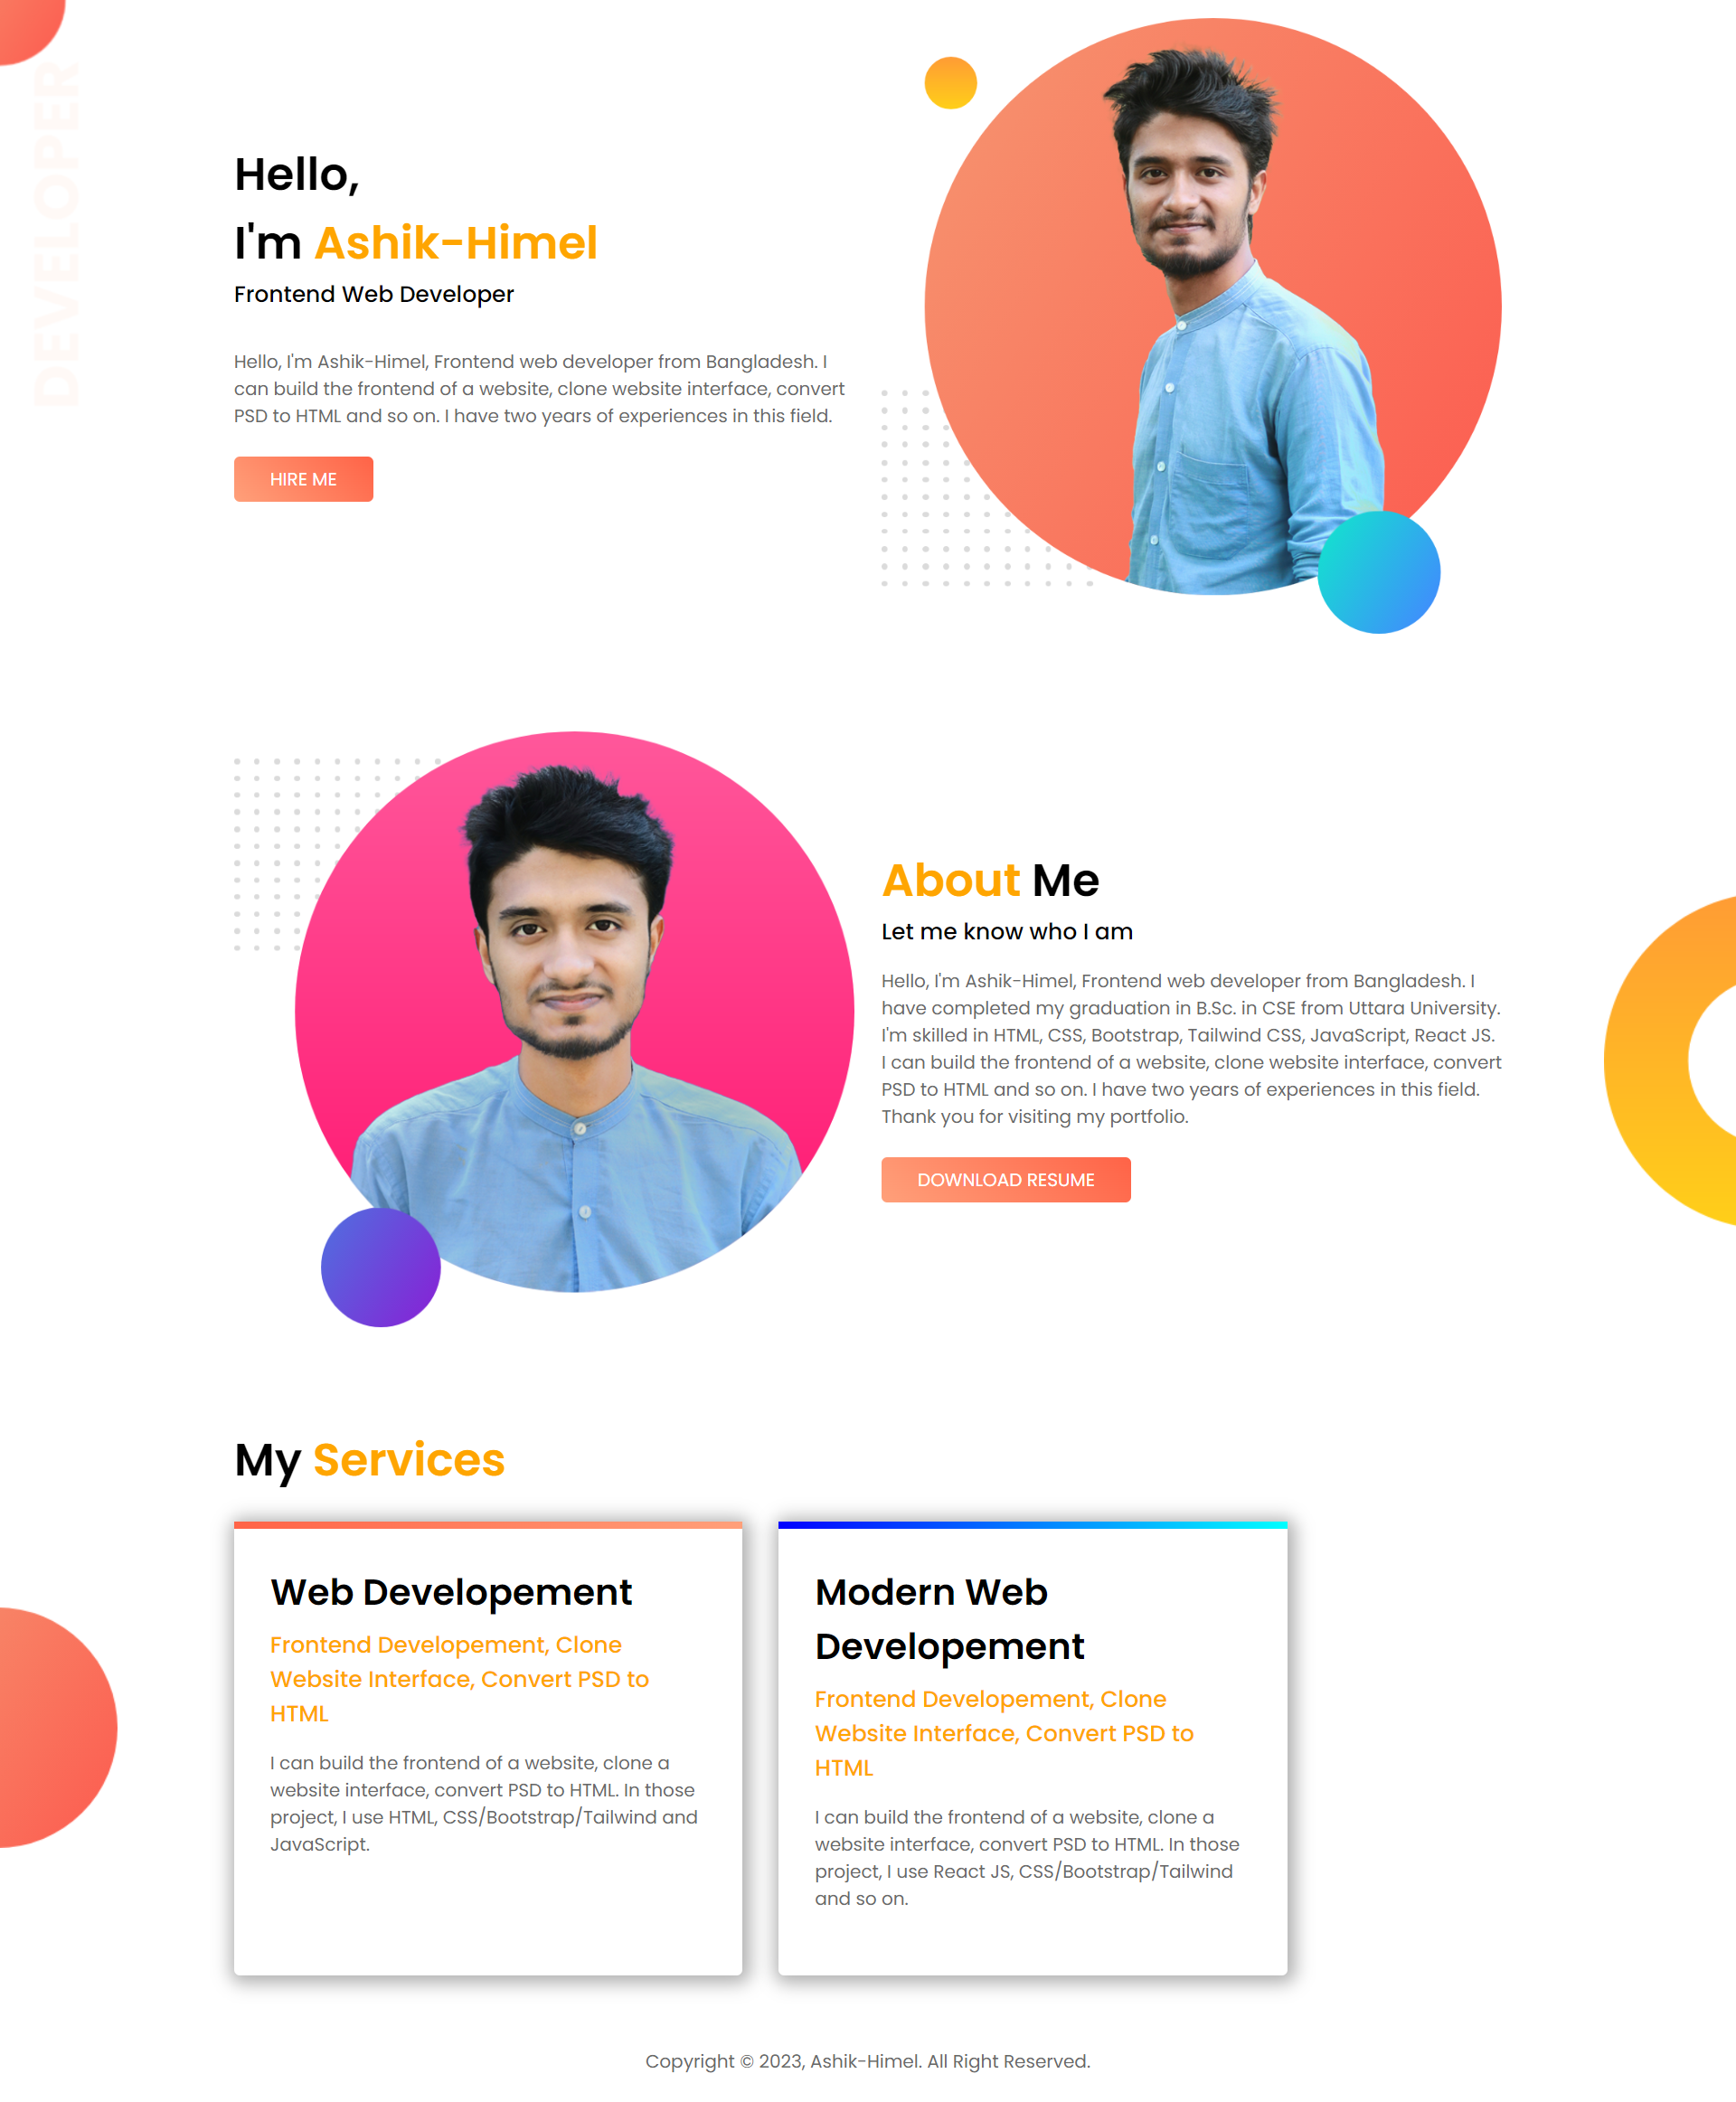 DEVELOPER
Hello,
I'm Ashik-Himel
Frontend Web Developer
Hello, I'm Ashik-Himel, Frontend web developer from Bangladesh. I
can build the frontend of a website, clone website interface, convert
PSD to HTML and so on. I have two years of experiences in this field.
HIRE ME
About Me
Let me know who I am
Hello, I'm Ashik-Himel, Frontend web developer from Bangladesh. I
have completed my graduation in B.Sc. in CSE from Uttara University.
I'm skilled in HTML, CSS, Bootstrap, Tailwind CSS, JavaScript, React JS.
I can build the frontend of a website, clone website interface, convert
PSD to HTML and so on. I have two years of experiences in this field.
Thank you for visiting my portfolio.
DOWNLOAD RESUME
My Services
Web Developement
Frontend Developement, Clone
Website Interface, Convert PSD to
HTML
I can build the frontend of a website, clone a
website interface, convert PSD to HTML. In those
project, I use HTML, CSS/Bootstrap/Tailwind and
JavaScript.
Modern Web
Developement
Frontend Developement, Clone
Website Interface, Convert PSD to
HTML
I can build the frontend of a website, clone a
website interface, convert PSD to HTML. In those
project, I use React JS, CSS/Bootstrap/Tailwind
and so on.
Copyright © 2023, Ashik-Himel. All Right Reserved.